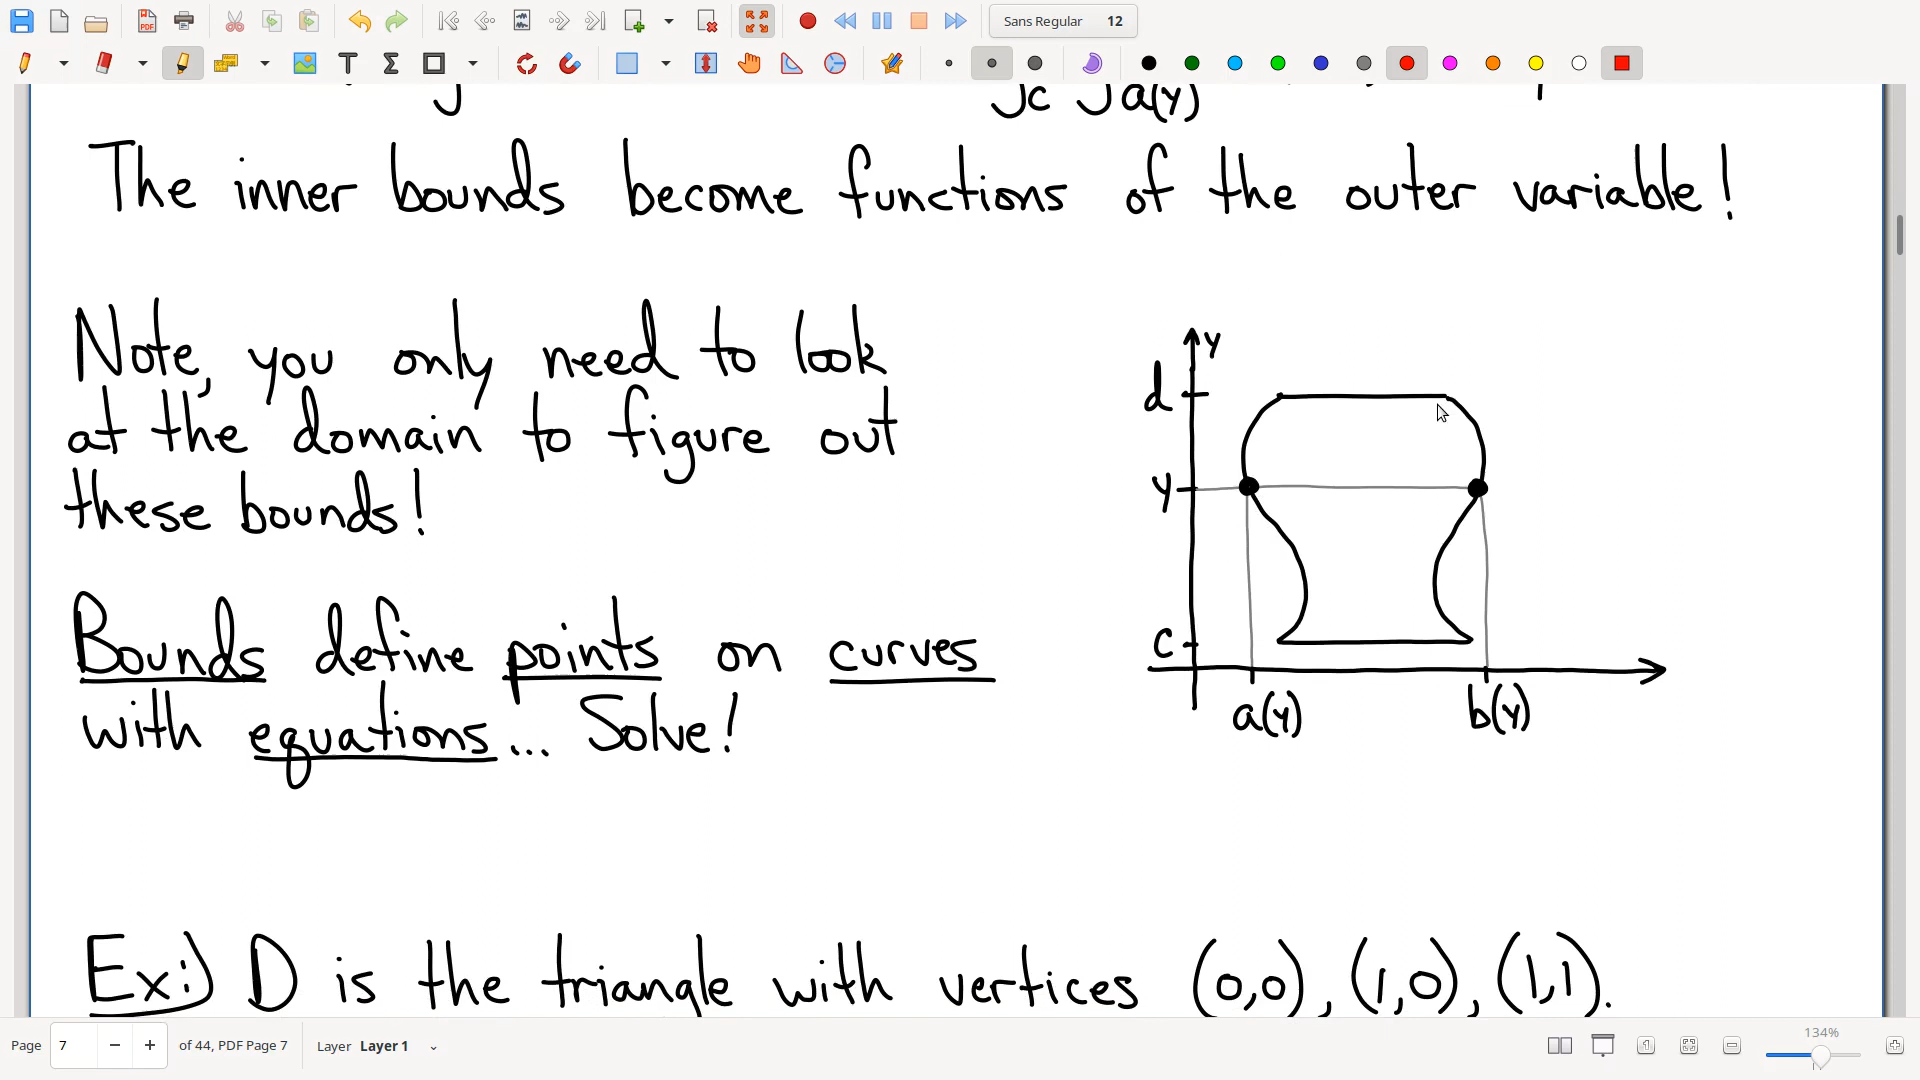 Sans Regular 12
∫c ∫a(y)
The inner bounds become functions of the outer variable!
Note, you only need to look
at the domain to figure out
these bounds!
Bounds define points on curves
with equations... Solve!
y
d
y
c
a(y) b(y)
Ex:) D is the triangle with vertices (0,0), (1,0), (1,1).
Page 7 of 44, PDF Page 7 Layer Layer 1 134%